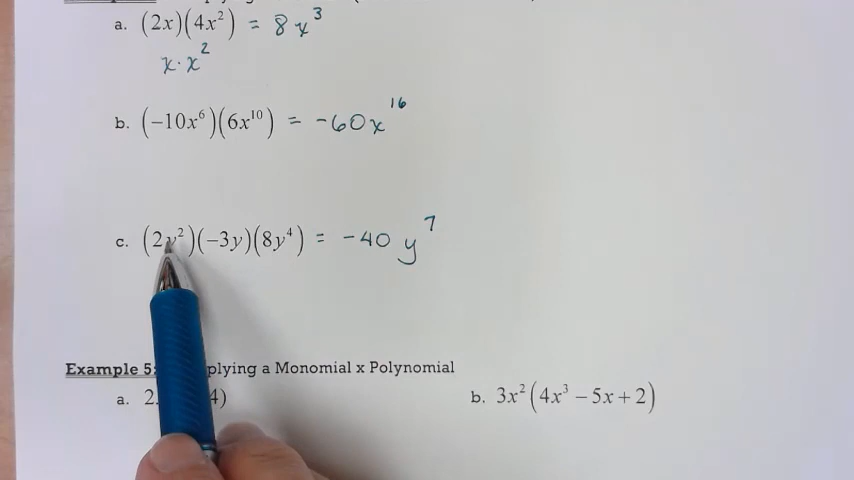 a. (2x)(4x²) = 8x³
x · x²
b. (−10x⁶)(6x¹⁰) = −60x¹⁶
c. (2y²)(−3y)(8y⁴) = −40 y⁷
Example 5 plying a Monomial x Polynomial
a. 2 4)
b. 3x²(4x³ − 5x + 2)